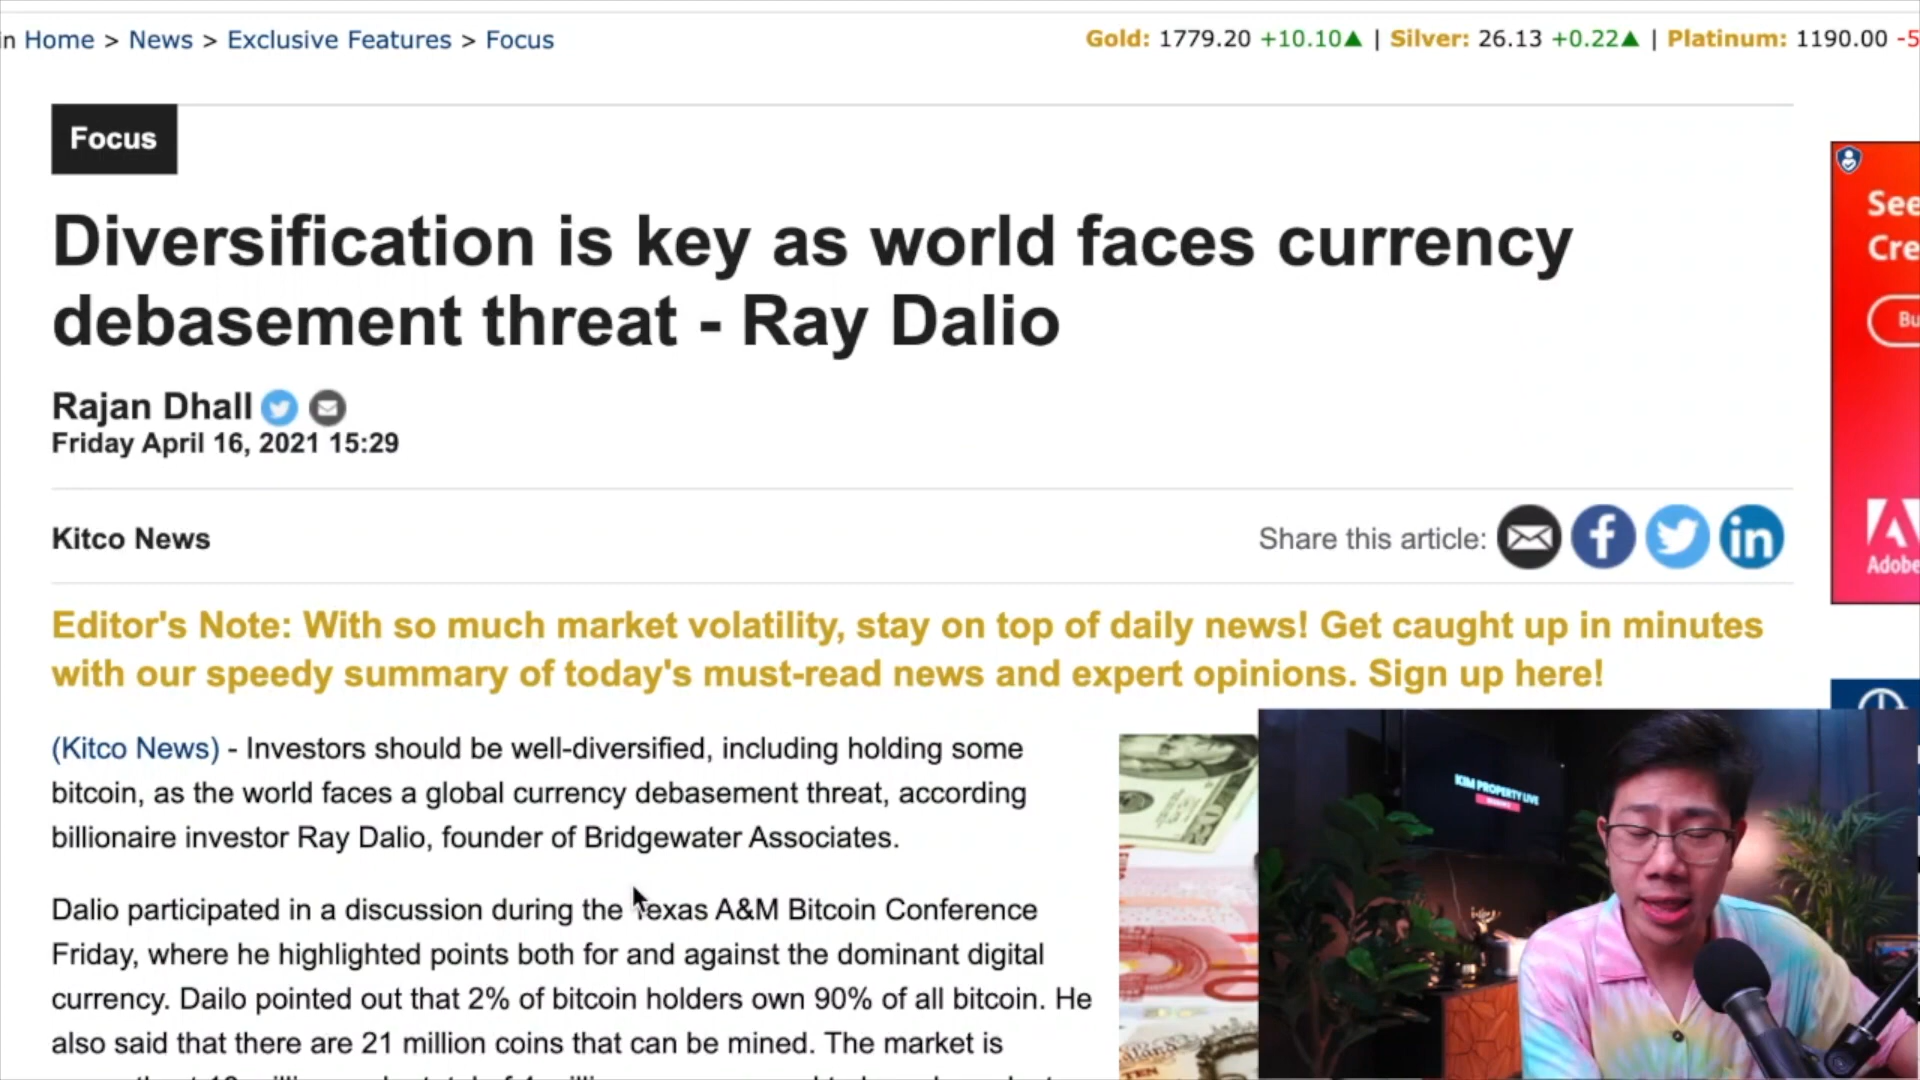 in Home > News > Exclusive Features > Focus
Gold: 1779.20 +10.10▲ | Silver: 26.13 +0.22▲ | Platinum: 1190.00 -5
Focus
Diversification is key as world faces currency
debasement threat - Ray Dalio
Rajan Dhall
Friday April 16, 2021 15:29
Kitco News
Share this article:
Editor's Note: With so much market volatility, stay on top of daily news! Get caught up in minutes
with our speedy summary of today's must-read news and expert opinions. Sign up here!
(Kitco News) - Investors should be well-diversified, including holding some
bitcoin, as the world faces a global currency debasement threat, according
billionaire investor Ray Dalio, founder of Bridgewater Associates.
Dalio participated in a discussion during the Texas A&M Bitcoin Conference
Friday, where he highlighted points both for and against the dominant digital
currency. Dailo pointed out that 2% of bitcoin holders own 90% of all bitcoin. He
also said that there are 21 million coins that can be mined. The market is
See
Cre
Bu
Adobe
KIM PROPERTY LIVE
TEN